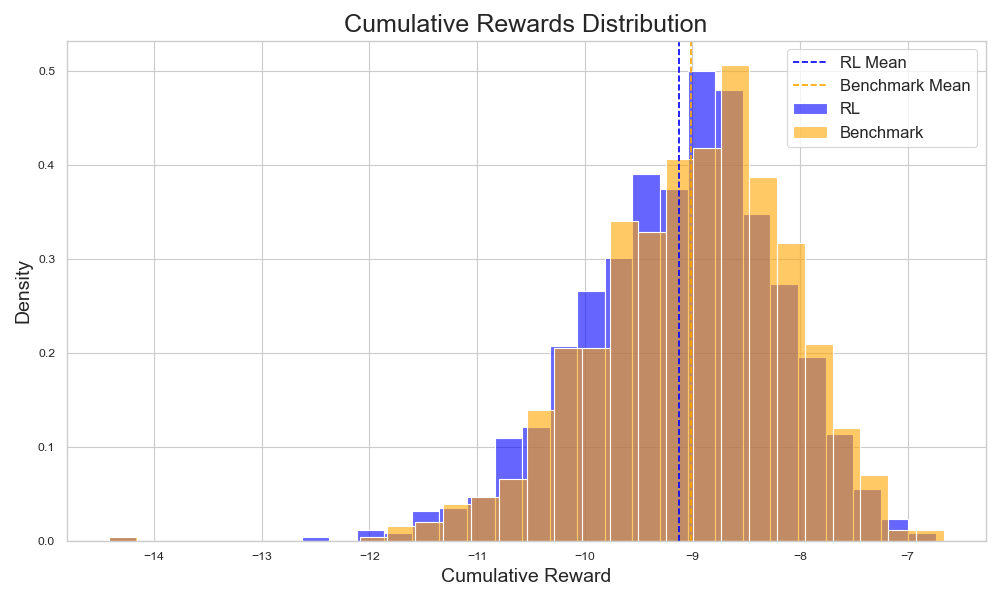 Cumulative Rewards Distribution
RL Mean
Benchmark Mean
RL
Benchmark
0.5
0.4
0.3
0.2
0.1
0.0
Density
−14
−13
−12
−11
−10
−9
−8
−7
Cumulative Reward